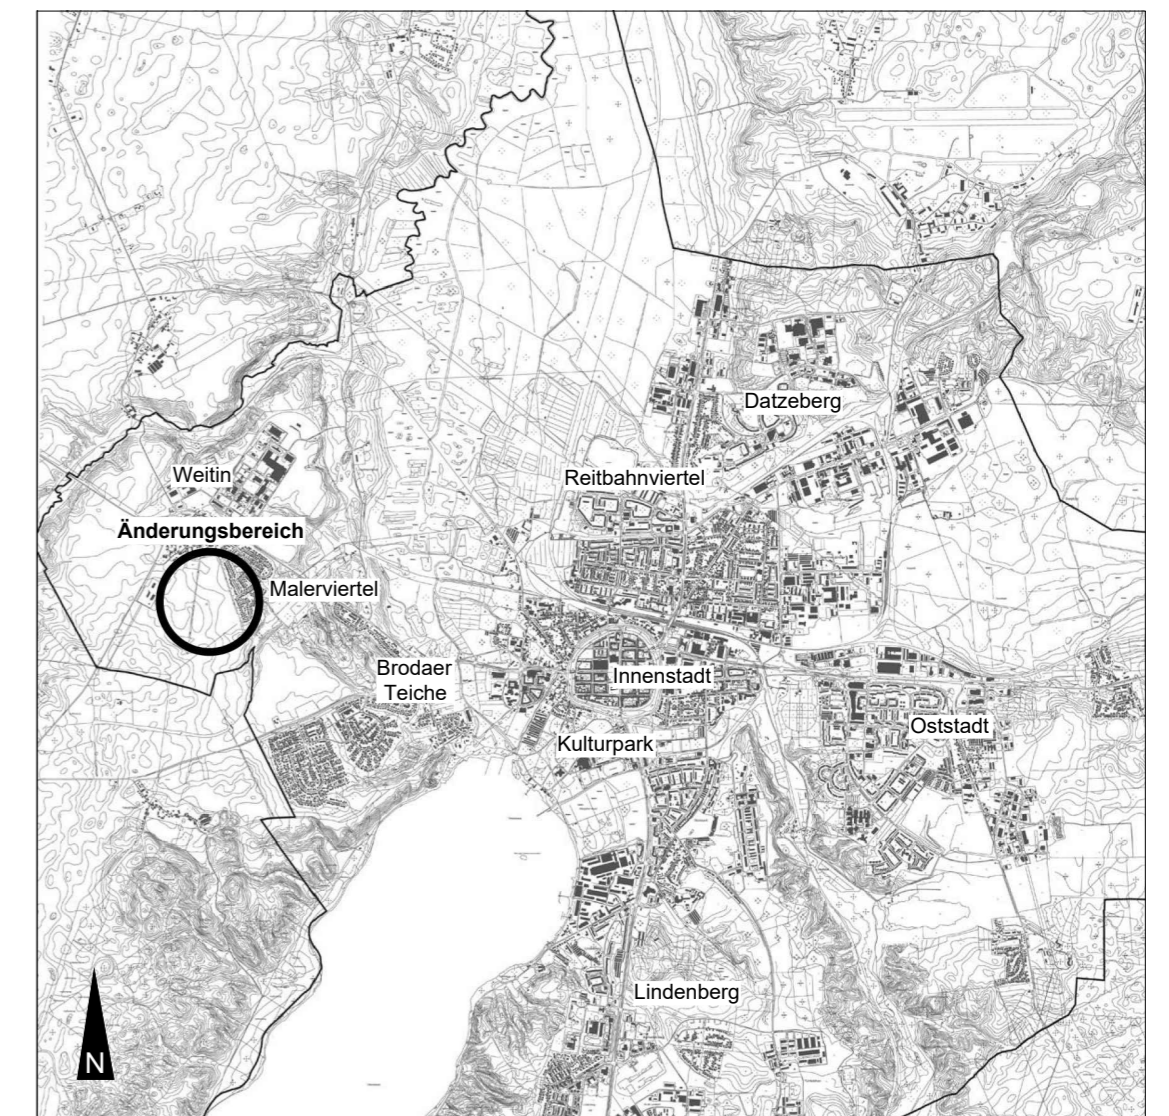 Datzeberg
Weitin
Reitbahnviertel
Änderungsbereich
Malerviertel
Brodaer
Teiche
Innenstadt
Oststadt
Kulturpark
Lindenberg
N